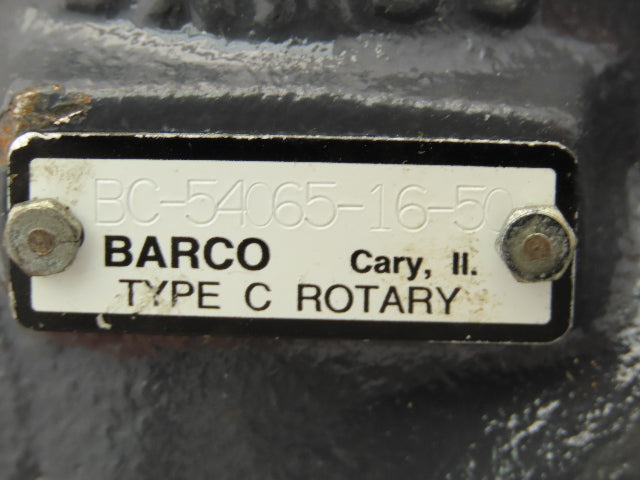 BC-54065-16-50
BARCO Cary, Il.
TYPE C ROTARY